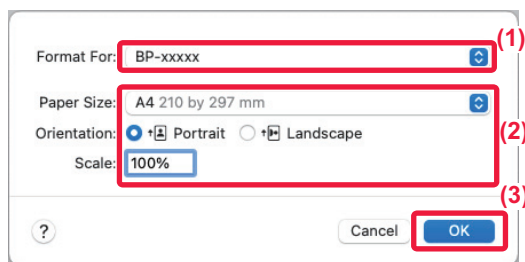 (1)
Format For: BP-xxxxx
Paper Size: A4 210 by 297 mm
Orientation: Portrait Landscape
(2)
Scale: 100%
(3)
? Cancel OK